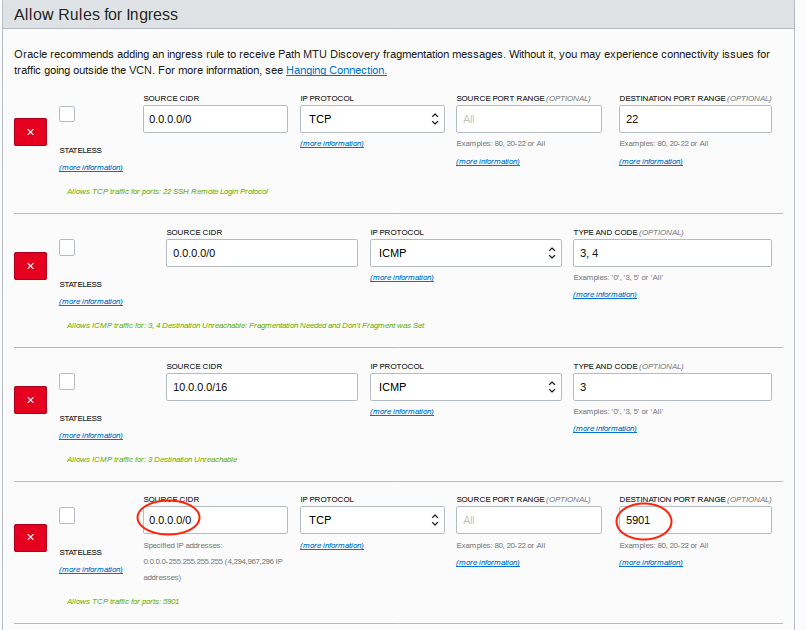 Allow Rules for Ingress
Oracle recommends adding an ingress rule to receive Path MTU Discovery fragmentation messages. Without it, you may experience connectivity issues for
traffic going outside the VCN. For more information, see Hanging Connection.
SOURCE CIDR IP PROTOCOL SOURCE PORT RANGE (OPTIONAL) DESTINATION PORT RANGE (OPTIONAL)
× 0.0.0.0/0 TCP All 22
(more information) Examples: 80, 20-22 or All Examples: 80, 20-22 or All
STATELESS
(more information) (more information) (more information)
Allows TCP traffic for ports: 22 SSH Remote Login Protocol
SOURCE CIDR IP PROTOCOL TYPE AND CODE (OPTIONAL)
× 0.0.0.0/0 ICMP 3, 4
(more information) Examples: '0', '3, 5' or 'All'
STATELESS
(more information) (more information)
Allows ICMP traffic for: 3, 4 Destination Unreachable: Fragmentation Needed and Don't Fragment was Set
SOURCE CIDR IP PROTOCOL TYPE AND CODE (OPTIONAL)
× 10.0.0.0/16 ICMP 3
(more information) Examples: '0', '3, 5' or 'All'
STATELESS
(more information) (more information)
Allows ICMP traffic for: 3 Destination Unreachable
SOURCE CIDR IP PROTOCOL SOURCE PORT RANGE (OPTIONAL) DESTINATION PORT RANGE (OPTIONAL)
× 0.0.0.0/0 TCP All 5901
Specified IP addresses: (more information) Examples: 80, 20-22 or All Examples: 80, 20-22 or All
STATELESS 0.0.0.0-255.255.255.255 (4,294,967,296 IP (more information) (more information)
(more information) addresses)
Allows TCP traffic for ports: 5901